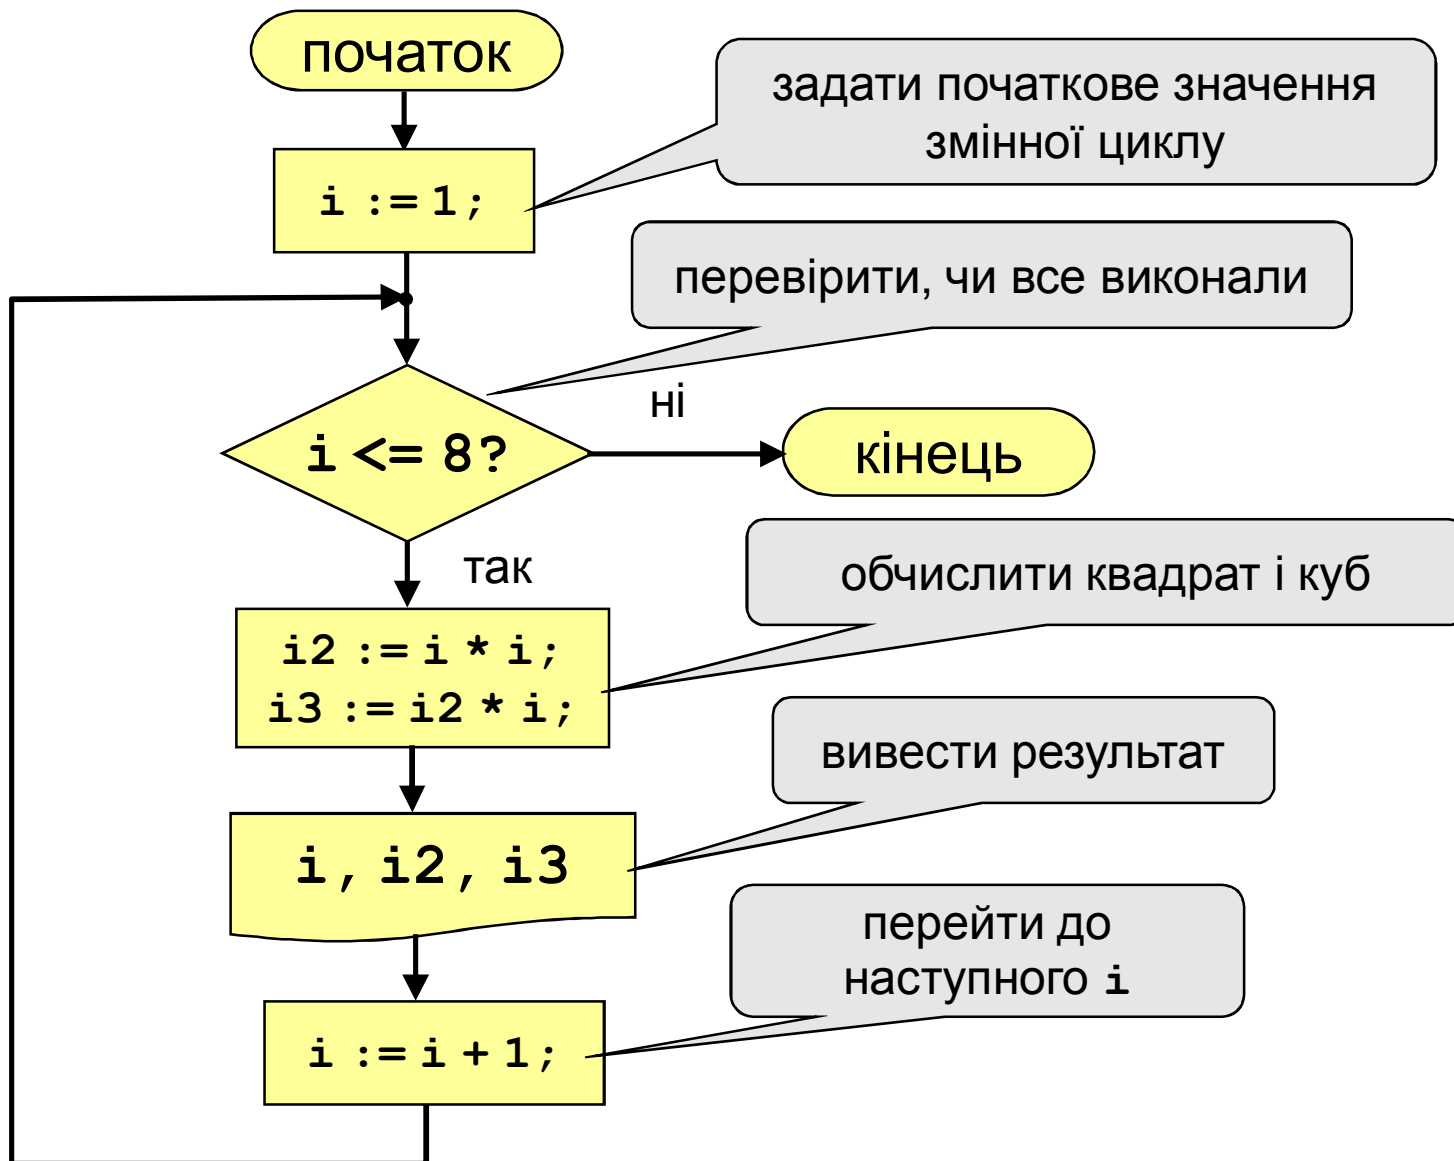 початок
задати початкове значення
змінної циклу
i := 1;
перевірити, чи все виконали
ні
i <= 8?
кінець
так
обчислити квадрат і куб
i2 := i * i;
i3 := i2 * i;
вивести результат
i, i2, i3
перейти до
наступного i
i := i + 1;